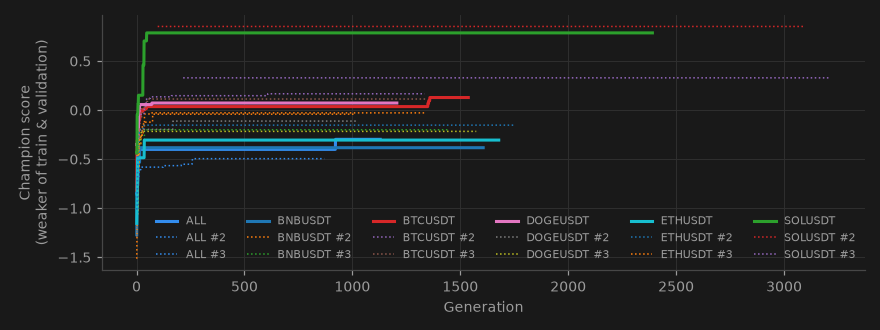 Champion score
(weaker of train & validation)
0.5
0.0
−0.5
−1.0
−1.5
ALL BNBUSDT BTCUSDT DOGEUSDT ETHUSDT SOLUSDT
ALL #2 BNBUSDT #2 BTCUSDT #2 DOGEUSDT #2 ETHUSDT #2 SOLUSDT #2
ALL #3 BNBUSDT #3 BTCUSDT #3 DOGEUSDT #3 ETHUSDT #3 SOLUSDT #3
0 500 1000 1500 2000 2500 3000
Generation